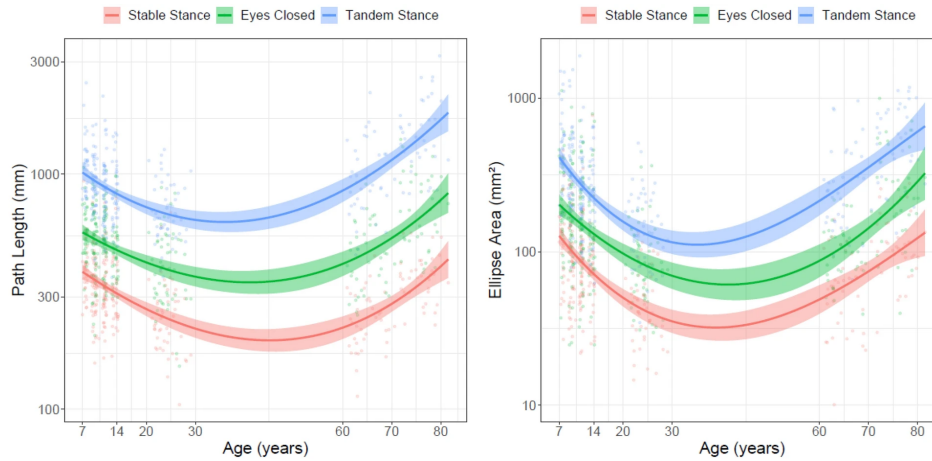 Stable Stance Eyes Closed Tandem Stance
3000
1000
300
100
Path Length (mm)
7 14 20 30 60 70 80
Age (years)
Stable Stance Eyes Closed Tandem Stance
1000
100
10
Ellipse Area (mm²)
7 14 20 30 60 70 80
Age (years)